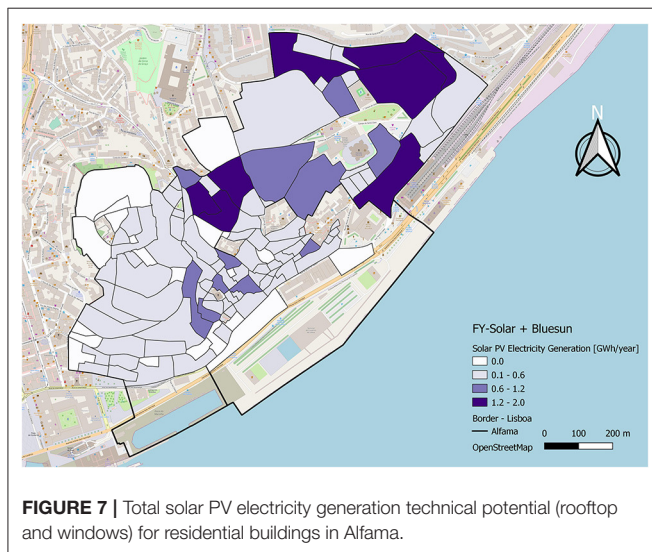 N
FY-Solar + Bluesun
Solar PV Electricity Generation [GWh/year]
0.0
0.1 - 0.6
0.6 - 1.2
1.2 - 2.0
Border - Lisboa
Alfama
OpenStreetMap
0 100 200 m
FIGURE 7 | Total solar PV electricity generation technical potential (rooftop
and windows) for residential buildings in Alfama.